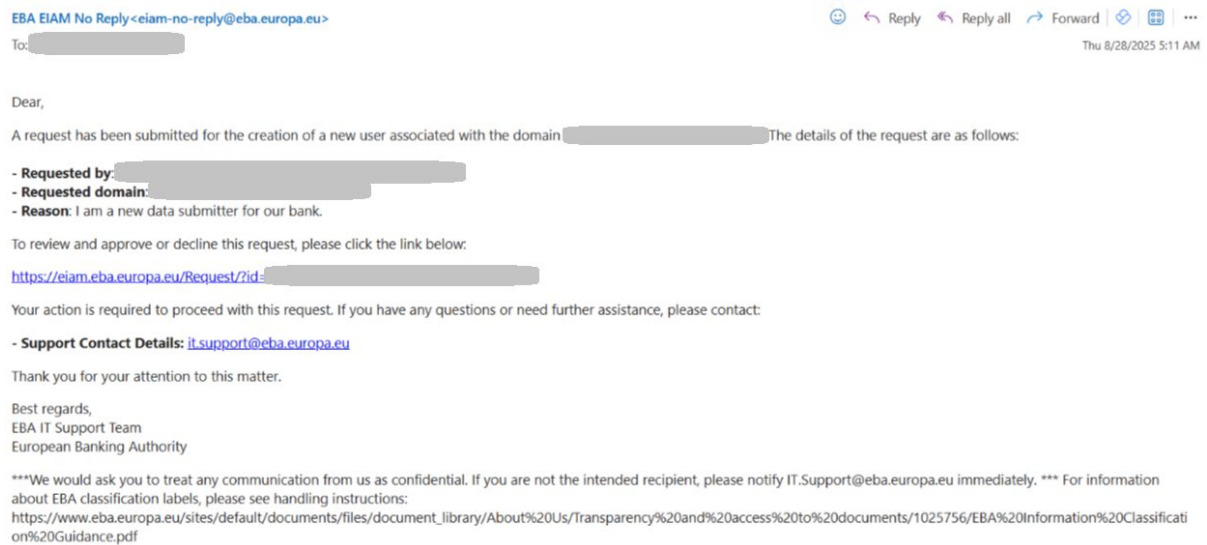 EBA EIAM No Reply<eiam-no-reply@eba.europa.eu>
Reply Reply all Forward
To:
Thu 8/28/2025 5:11 AM
Dear,
A request has been submitted for the creation of a new user associated with the domain The details of the request are as follows:
- Requested by:
- Requested domain:
- Reason: I am a new data submitter for our bank.
To review and approve or decline this request, please click the link below:
https://eiam.eba.europa.eu/Request/?id=
Your action is required to proceed with this request. If you have any questions or need further assistance, please contact:
- Support Contact Details: it.support@eba.europa.eu
Thank you for your attention to this matter.
Best regards,
EBA IT Support Team
European Banking Authority
***We would ask you to treat any communication from us as confidential. If you are not the intended recipient, please notify IT.Support@eba.europa.eu immediately. *** For information
about EBA classification labels, please see handling instructions:
https://www.eba.europa.eu/sites/default/documents/files/document_library/About%20Us/Transparency%20and%20access%20to%20documents/1025756/EBA%20Information%20Classificati
on%20Guidance.pdf